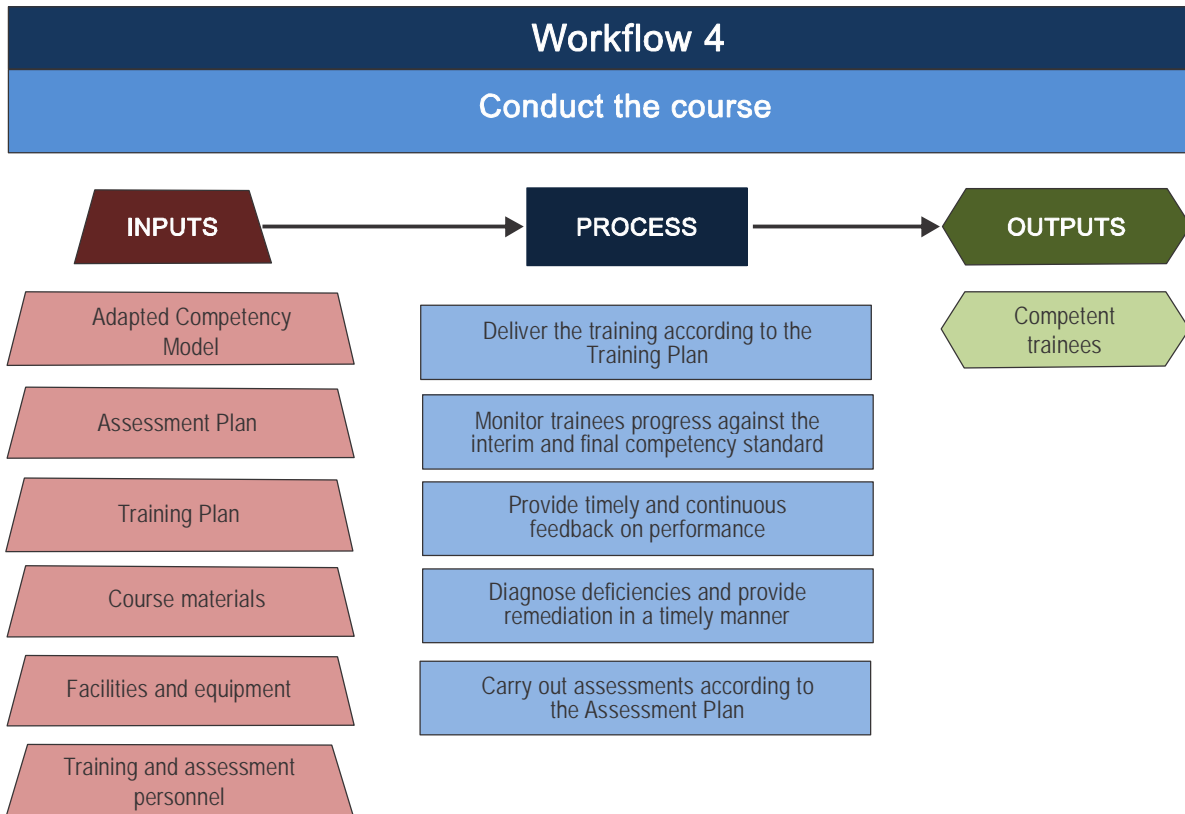 Workflow 4
Conduct the course
INPUTS
PROCESS
OUTPUTS
Adapted Competency
Model
Assessment Plan
Training Plan
Course materials
Facilities and equipment
Training and assessment
personnel
Deliver the training according to the
Training Plan
Monitor trainees progress against the
interim and final competency standard
Provide timely and continuous
feedback on performance
Diagnose deficiencies and provide
remediation in a timely manner
Carry out assessments according to
the Assessment Plan
Competent
trainees